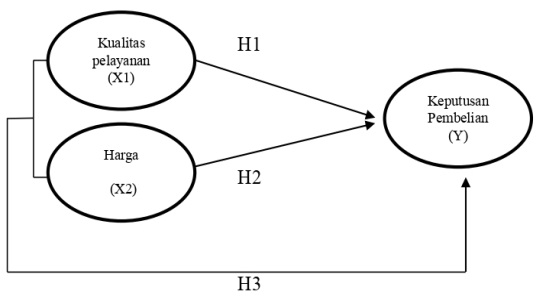 H1
Kualitas
pelayanan
(X1)
Keputusan
Pembelian
(Y)
Harga
(X2)
H2
H3